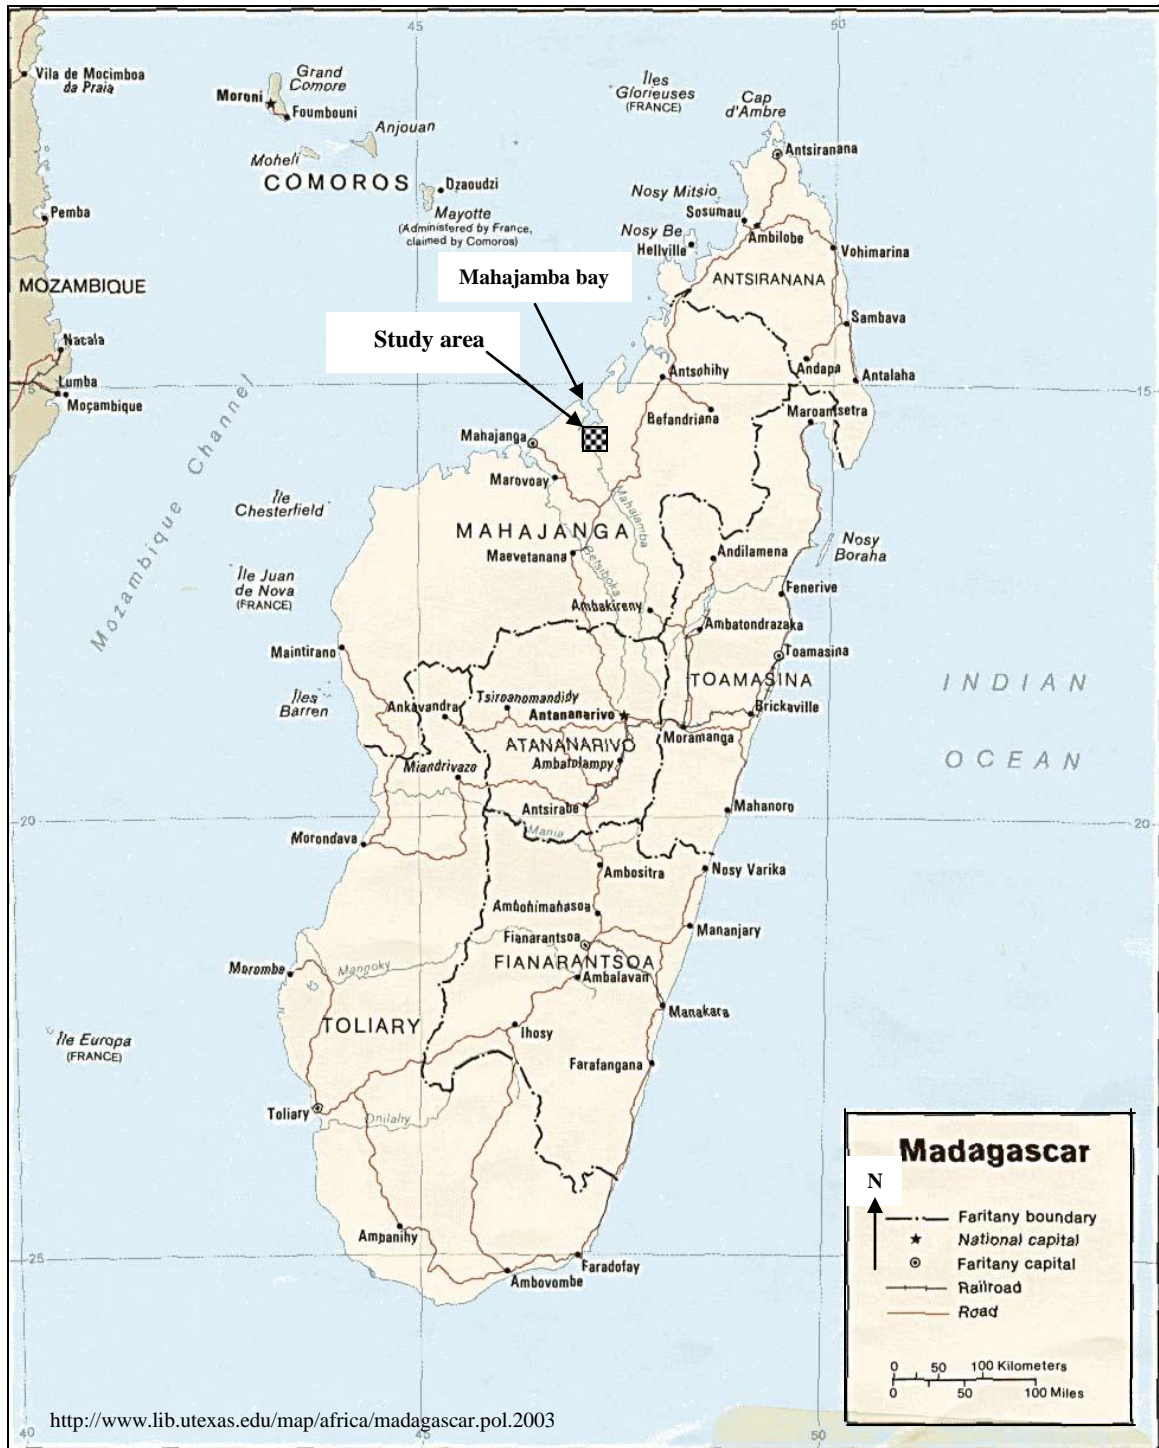 45
50
Vila de Mocimboa
da Praia
Grand
Comore
Moroni
Foumbouni
Anjouan
Moheli
COMOROS
Dzaoudzi
Mayotte
(Administered by France,
claimed by Comoros)
Îles
Glorieuses
(FRANCE)
Cap
d'Ambre
Antsiranana
Nosy Mitsio
Sosumau
Ambilobe
Nosy Be
Hellville
Vohimarina
ANTSIRANANA
Pemba
MOZAMBIQUE
Mahajamba bay
Study area
Nacala
Lumba
Moçambique
Sambava
Andapa
Antalaha
Antsohihy
15
Befandriana
Maroantsetra
Mahajanga
Marovoay
Mozambique Channel
Île
Chesterfield
MAHAJANGA
Mahajamba
Maevetanana
Betsiboka
Andilamena
Nosy
Boraha
Île Juan
de Nova
(FRANCE)
Fenerive
Ambakireny
Ambatondrazaka
Maintirano
Toamasina
TOAMASINA
Îles
Barren
Ankavandra
Tsiroanomandidy
Antananarivo
Brickaville
Moramanga
ATANANARIVO
Ambatolampy
Miandrivazo
INDIAN
OCEAN
Antsirabe
Mahanoro
20
20
Mania
Morondava
Ambositra
Nosy Varika
Ambohimahasoa
Mananjary
Fianarantsoa
FIANARANTSOA
Ambalavan
Morombe
Mangoky
Manakara
TOLIARY
Ihosy
Île Europa
(FRANCE)
Farafangana
Toliary
Onilahy
Ampanihy
25
Faradofay
Ambovombe
Madagascar
N
Faritany boundary
National capital
Faritany capital
Railroad
Road
0 50 100 Kilometers
0 50 100 Miles
http://www.lib.utexas.edu/map/africa/madagascar.pol.2003
40
45
50